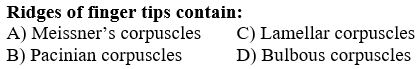 Ridges of finger tips contain:
A) Meissner’s corpuscles C) Lamellar corpuscles
B) Pacinian corpuscles D) Bulbous corpuscles